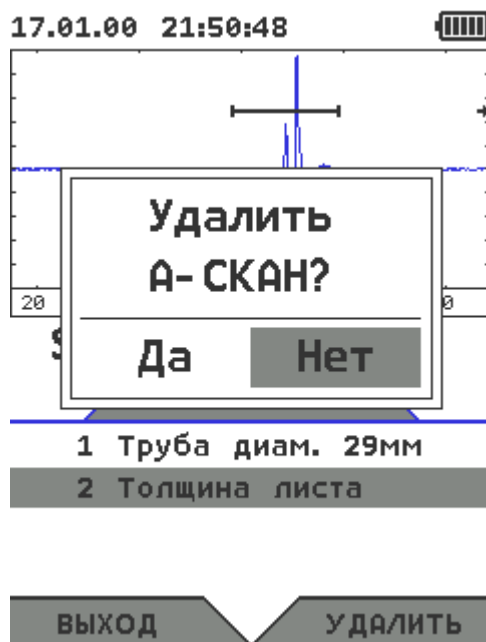 17.01.00 21:50:48
Удалить
А-СКАН?
20
Да Нет
1 Труба диам. 29мм
2 Толщина листа
ВЫХОД УДАЛИТЬ